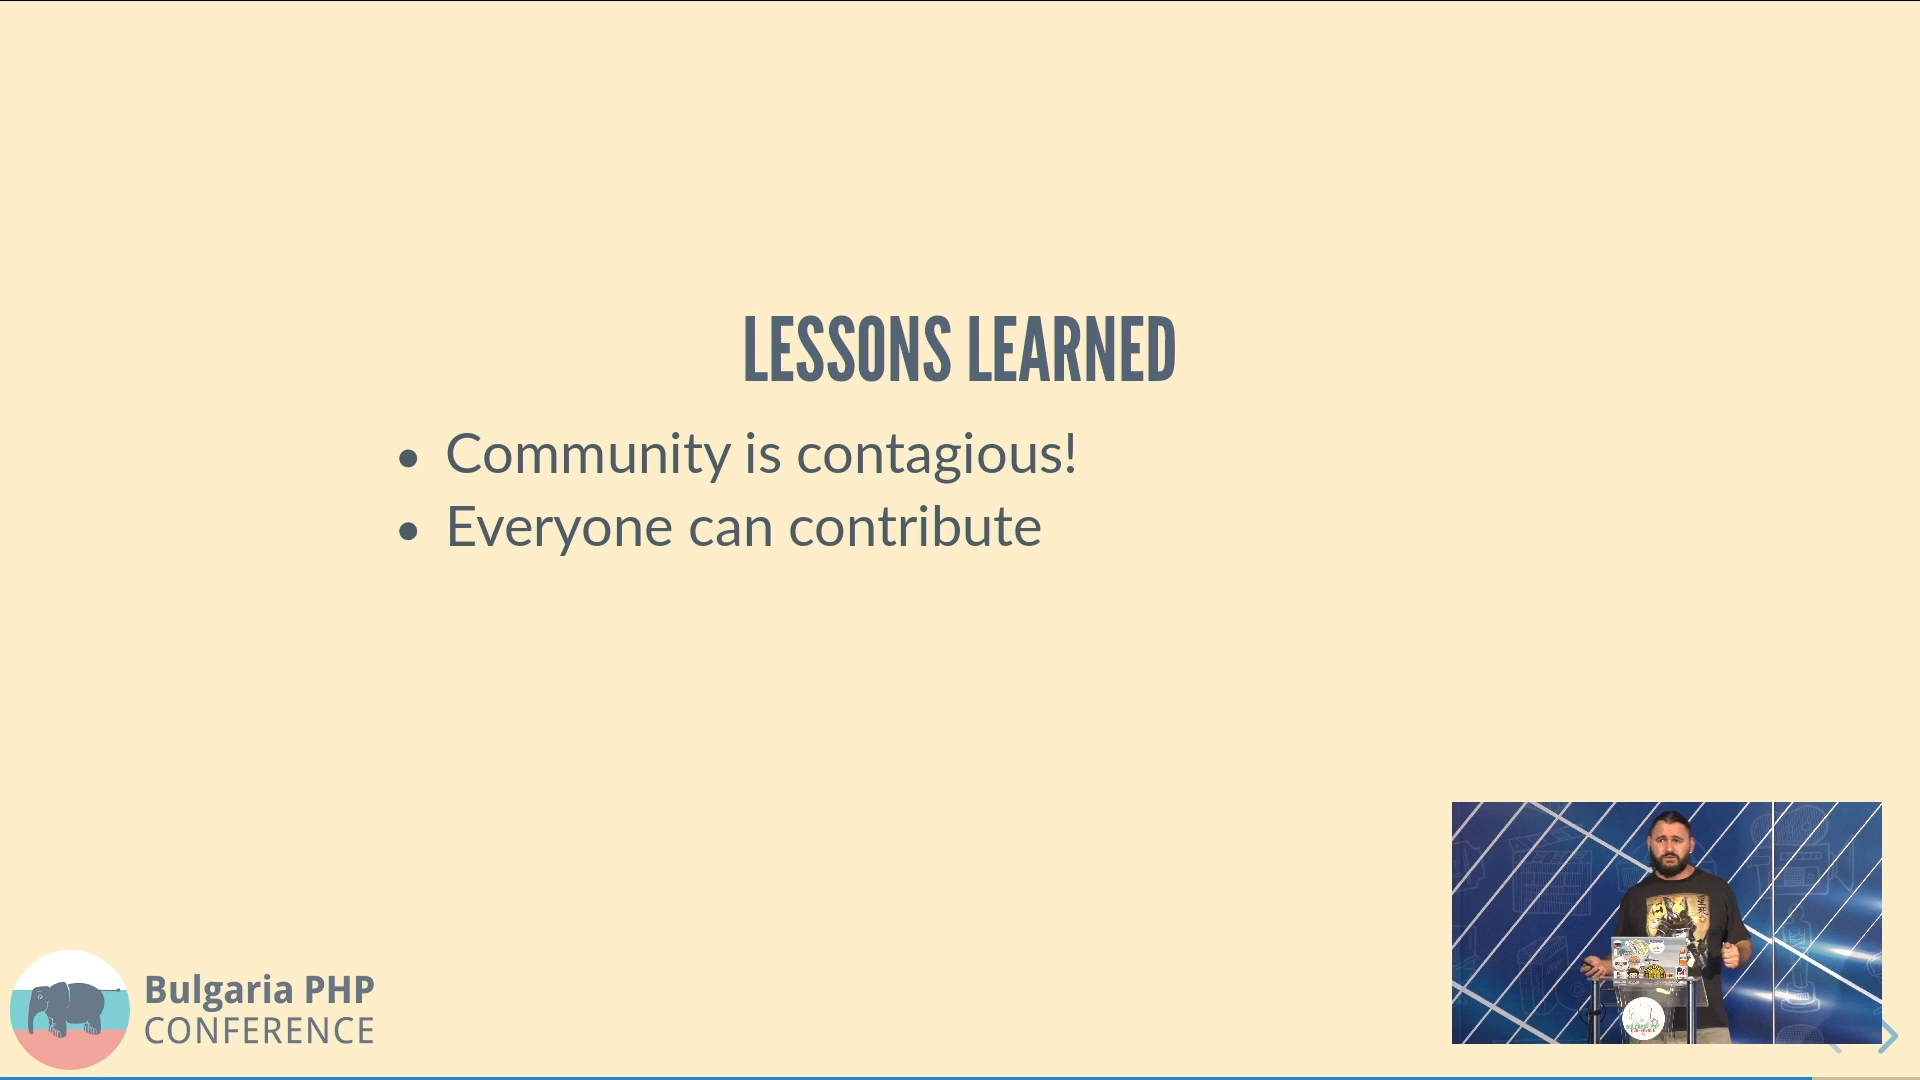 LESSONS LEARNED
Community is contagious!
Everyone can contribute
Bulgaria PHP
CONFERENCE